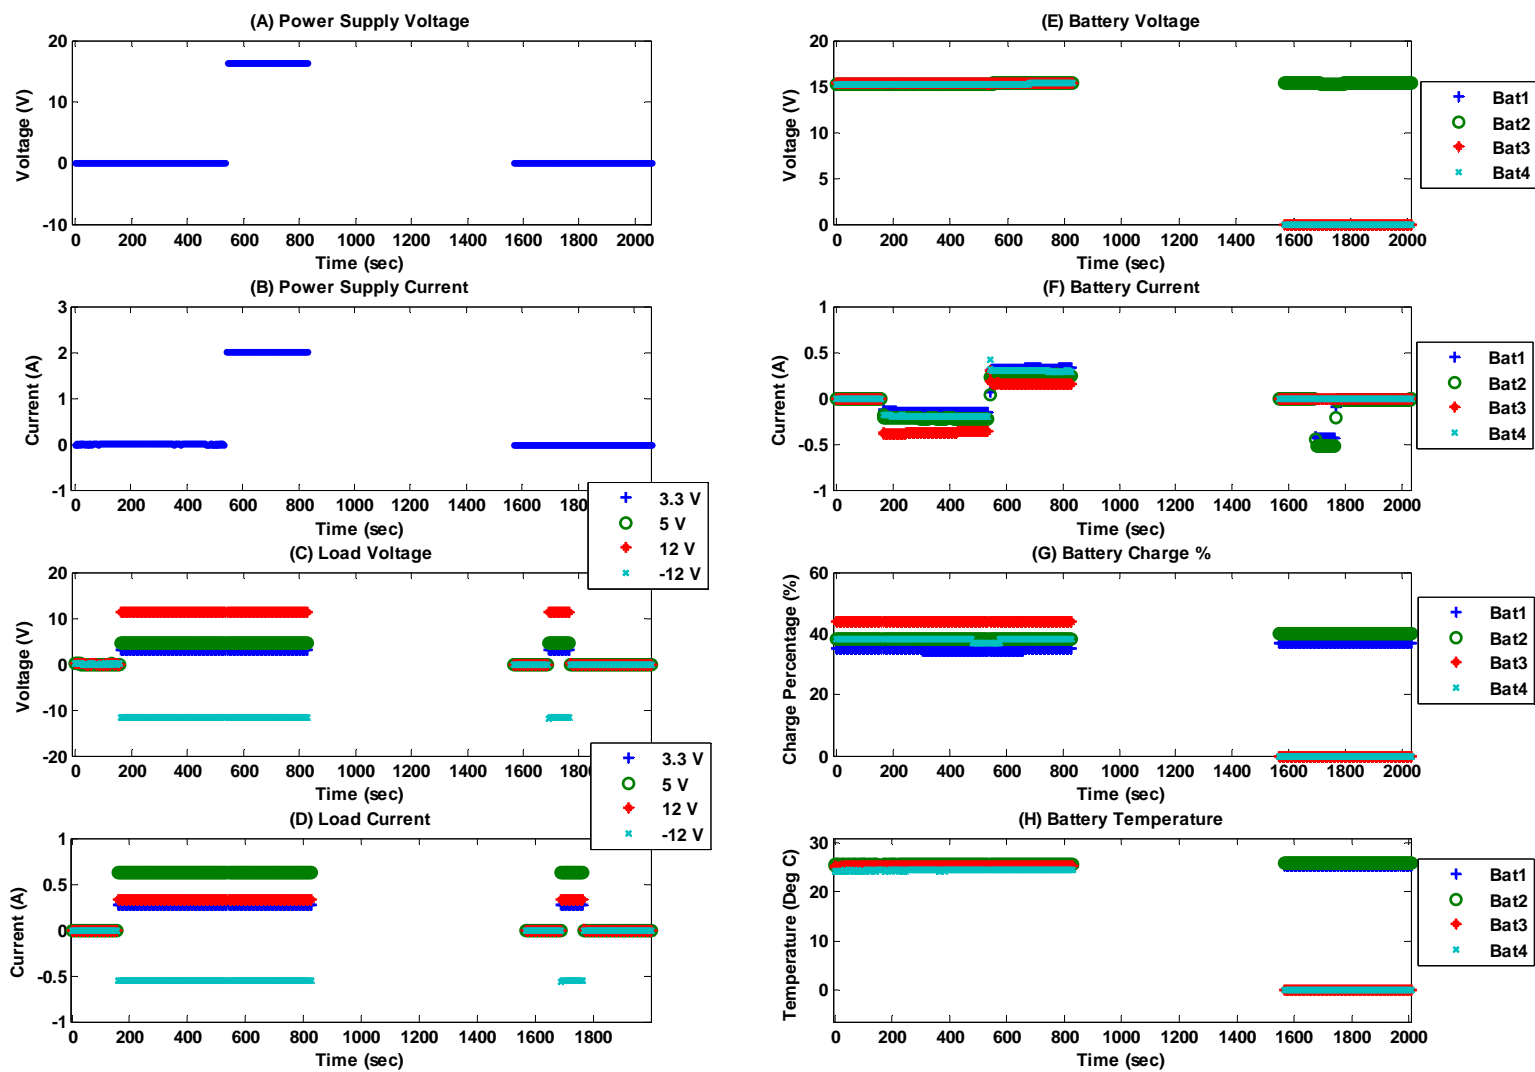 (A) Power Supply Voltage
Voltage (V)
20
10
0
-10
0 200 400 600 800 1000 1200 1400 1600 1800 2000
Time (sec)
(B) Power Supply Current
Current (A)
3
2
1
0
-1
0 200 400 600 800 1000 1200 1400 1600 1800 2000
Time (sec)
3.3 V
5 V
12 V
-12 V
(C) Load Voltage
Voltage (V)
20
10
0
-10
-20
0 200 400 600 800 1000 1200 1400 1600 1800
Time (sec)
3.3 V
5 V
12 V
-12 V
(D) Load Current
Current (A)
1
0.5
0
-0.5
-1
0 200 400 600 800 1000 1200 1400 1600 1800
Time (sec)
(E) Battery Voltage
Voltage (V)
20
15
10
5
0
0 200 400 600 800 1000 1200 1400 1600 1800 2000
Time (sec)
Bat1
Bat2
Bat3
Bat4
(F) Battery Current
Current (A)
1
0.5
0
-0.5
-1
0 200 400 600 800 1000 1200 1400 1600 1800 2000
Time (sec)
Bat1
Bat2
Bat3
Bat4
(G) Battery Charge %
Charge Percentage (%)
60
40
20
0
0 200 400 600 800 1000 1200 1400 1600 1800 2000
Time (sec)
Bat1
Bat2
Bat3
Bat4
(H) Battery Temperature
Temperature (Deg C)
30
20
10
0
0 200 400 600 800 1000 1200 1400 1600 1800 2000
Time (sec)
Bat1
Bat2
Bat3
Bat4